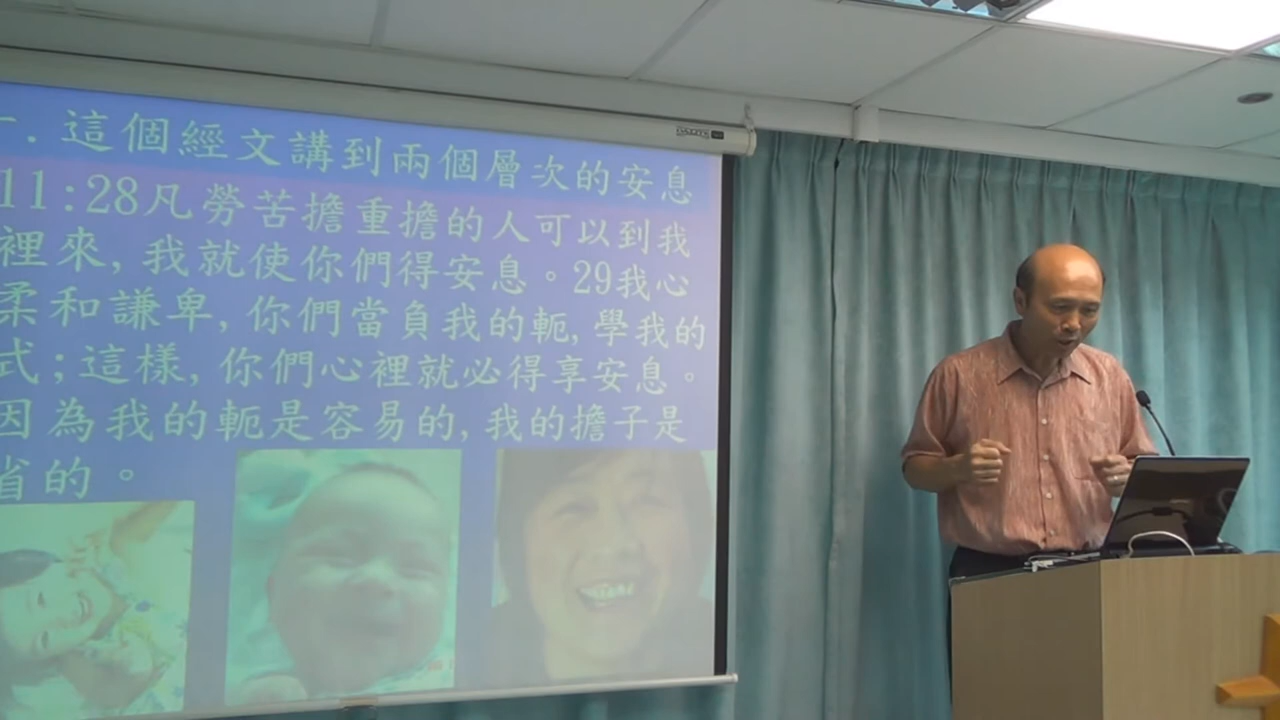 . 這個經文講到兩個層次的安息
11:28凡勞苦擔重擔的人可以到我
裡來,我就使你們得安息。29我心
柔和謙卑,你們當負我的軛,學我的
式;這樣,你們心裡就必得享安息。
因為我的軛是容易的,我的擔子是
省的。